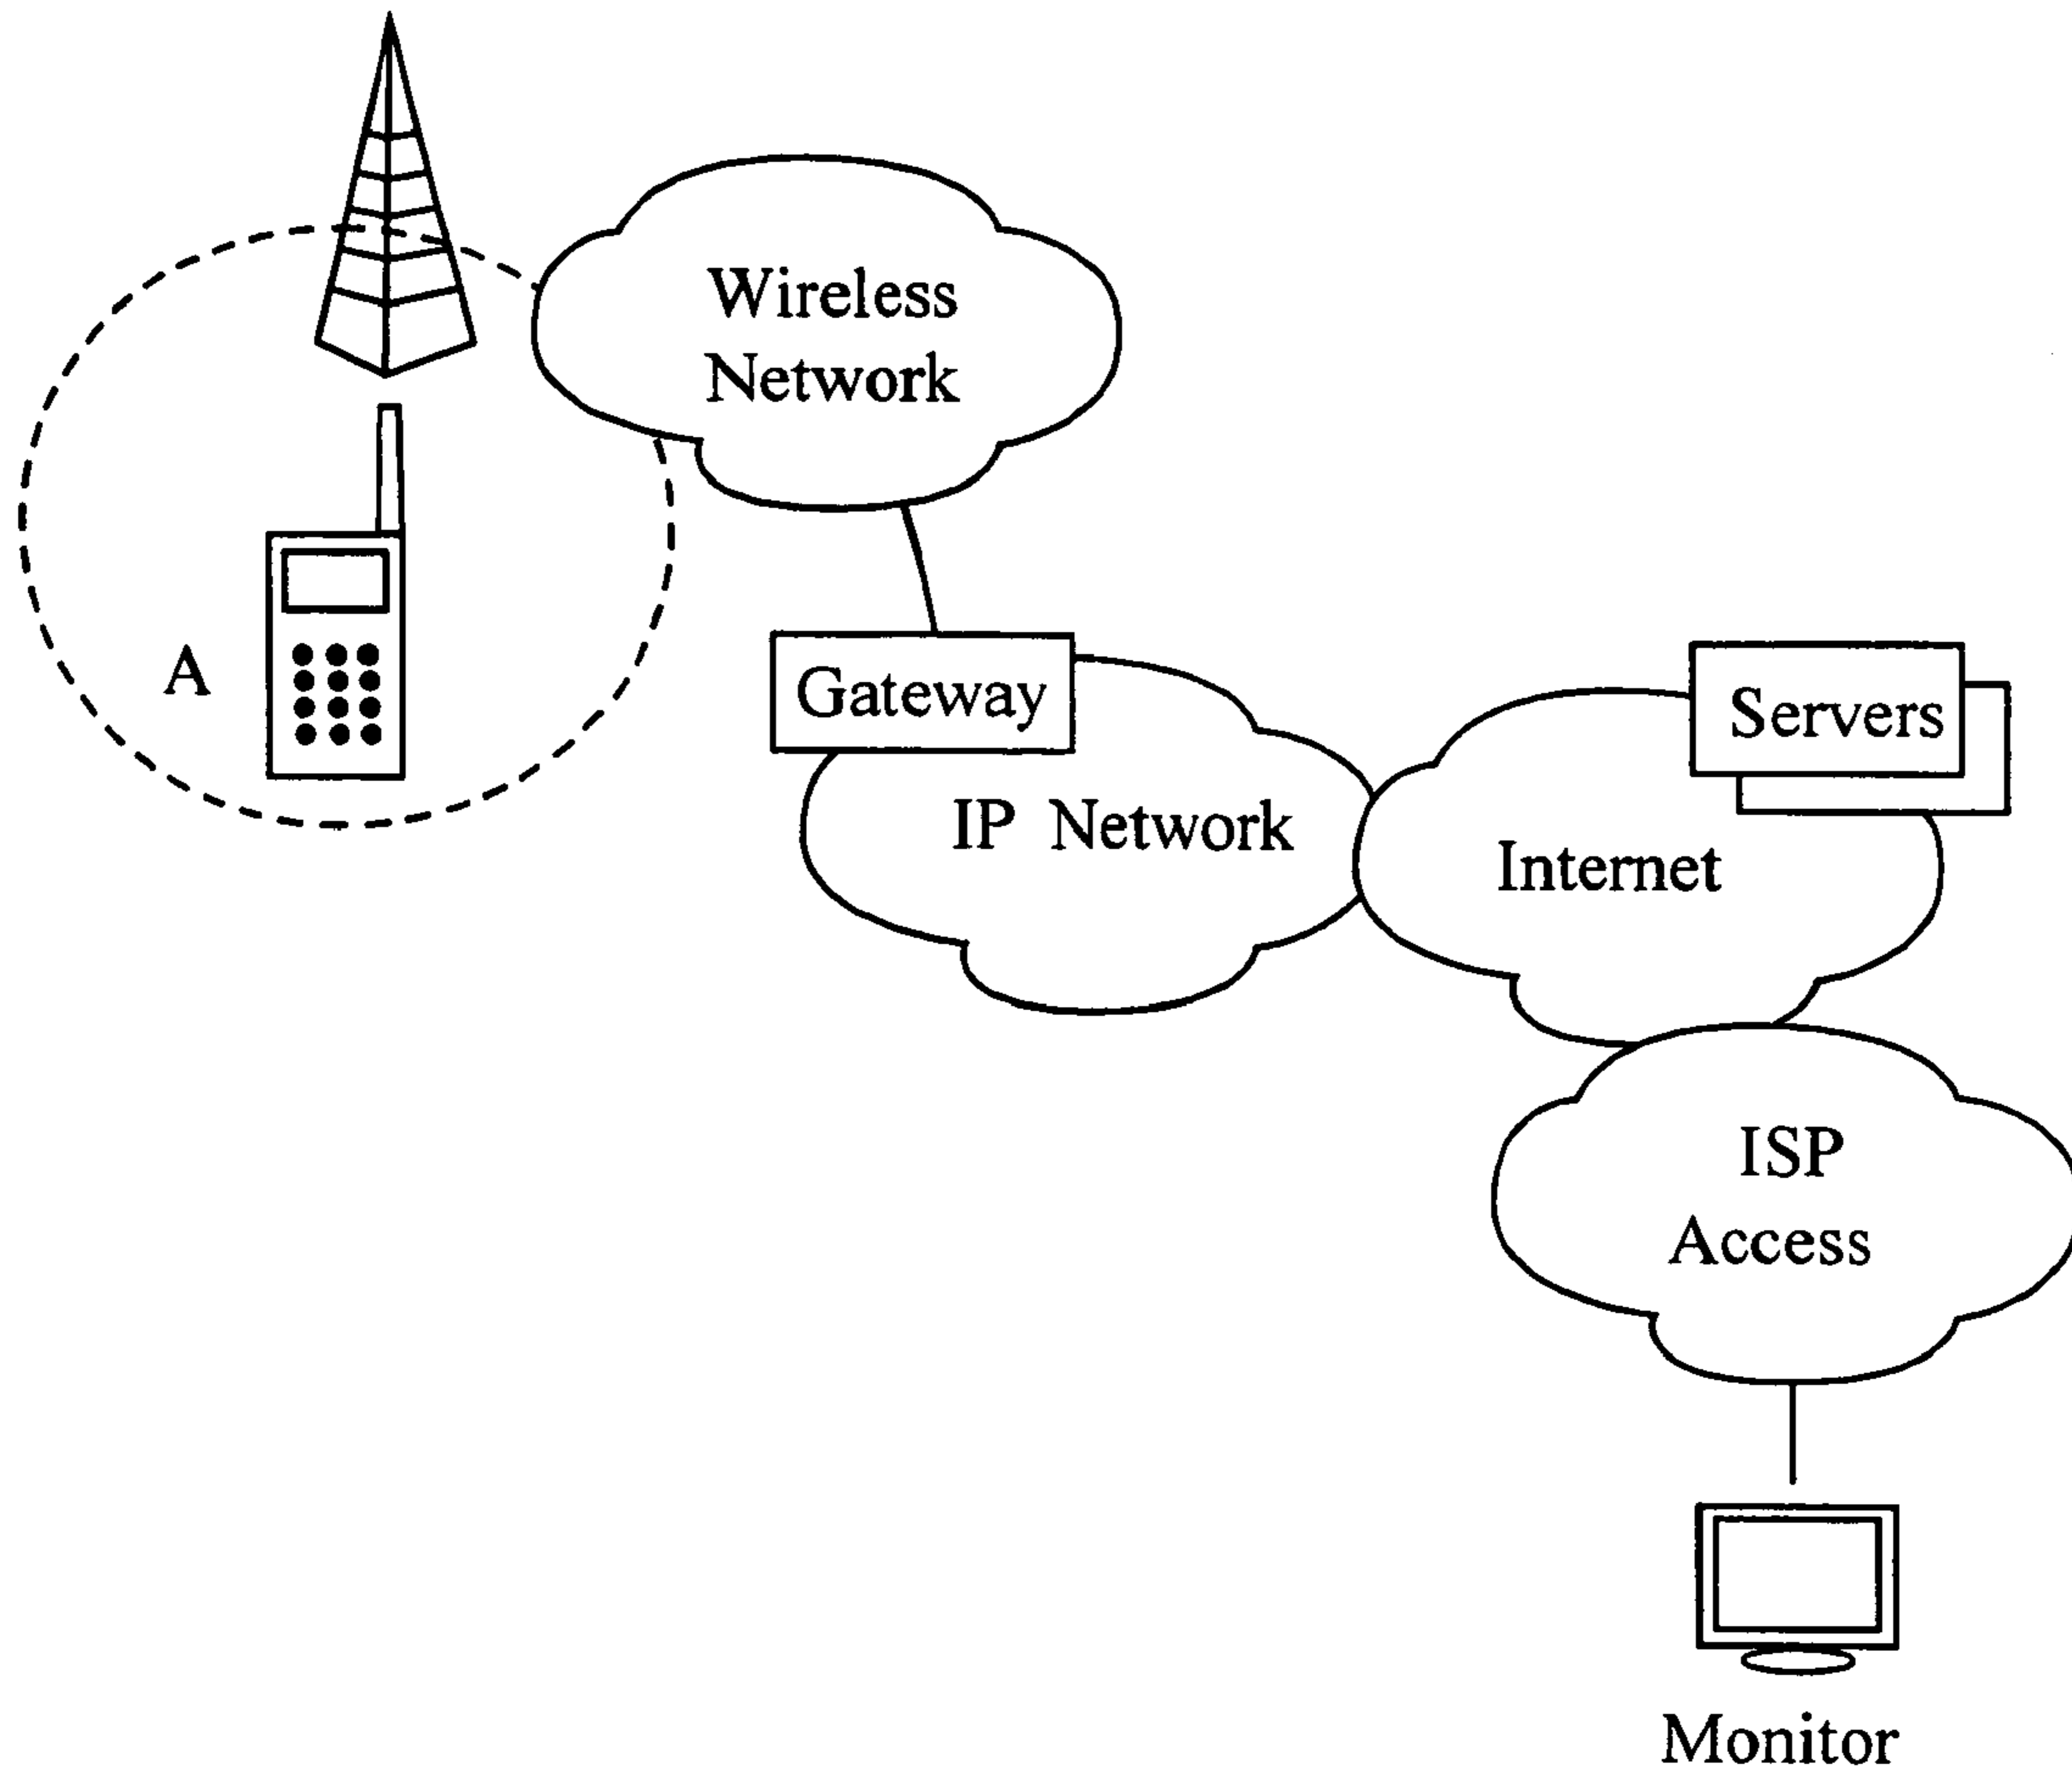 Wireless
Network
A
Gateway
Servers
IP Network
Internet
ISP
Access
Monitor